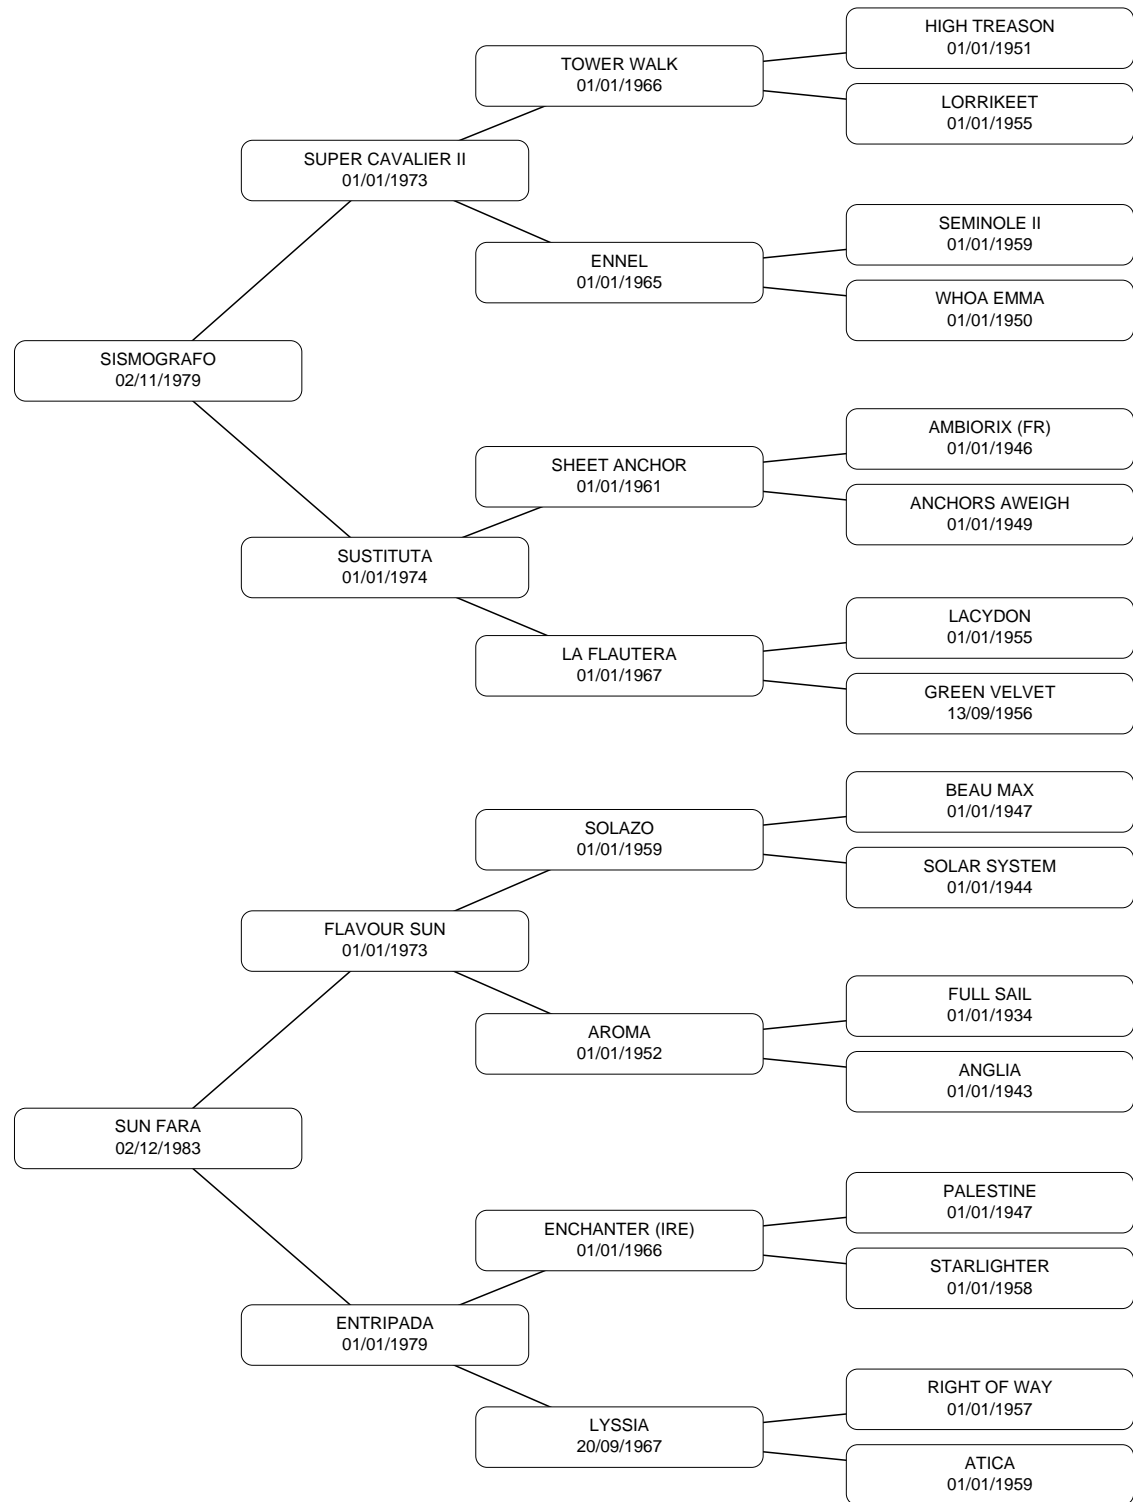 HIGH TREASON
01/01/1951
TOWER WALK
01/01/1966
LORRIKEET
01/01/1955
SUPER CAVALIER II
01/01/1973
SEMINOLE II
01/01/1959
ENNEL
01/01/1965
WHOA EMMA
01/01/1950
SISMOGRAFO
02/11/1979
AMBIORIX (FR)
01/01/1946
SHEET ANCHOR
01/01/1961
ANCHORS AWEIGH
01/01/1949
SUSTITUTA
01/01/1974
LACYDON
01/01/1955
LA FLAUTERA
01/01/1967
GREEN VELVET
13/09/1956
BEAU MAX
01/01/1947
SOLAZO
01/01/1959
SOLAR SYSTEM
01/01/1944
FLAVOUR SUN
01/01/1973
FULL SAIL
01/01/1934
AROMA
01/01/1952
ANGLIA
01/01/1943
SUN FARA
02/12/1983
PALESTINE
01/01/1947
ENCHANTER (IRE)
01/01/1966
STARLIGHTER
01/01/1958
ENTRIPADA
01/01/1979
RIGHT OF WAY
01/01/1957
LYSSIA
20/09/1967
ATICA
01/01/1959